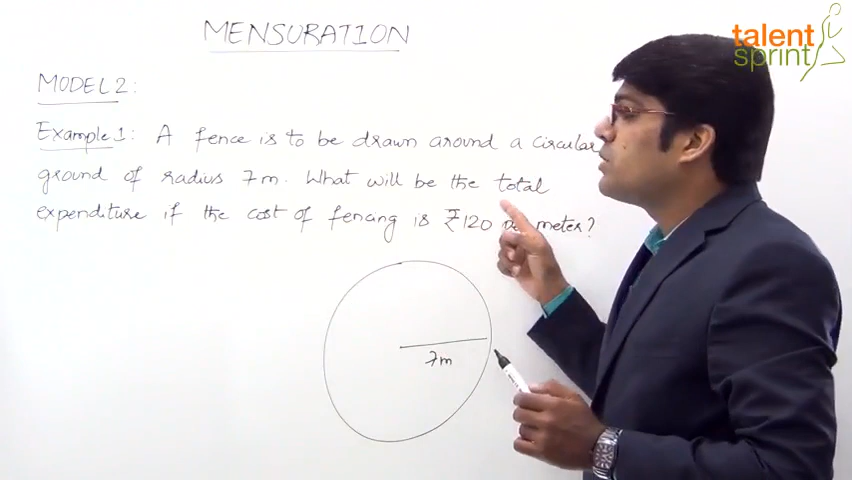 MENSURATION
talent
sprint
MODEL 2:
Example 1: A fence is to be drawn around a circular
ground of radius 7m. What will be the total
expenditure if the cost of fencing is ₹120 per meter?
7m